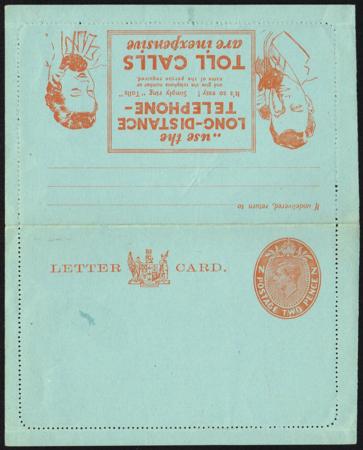 "use the
LONG-DISTANCE
TELEPHONE-
It's so easy! Simply ring "Tolls"
and give the telephone number or
name of the person required.
TOLL CALLS
are inexpensive
If undelivered, return to
LETTER CARD.
N Z
POSTAGE TWO PENCE